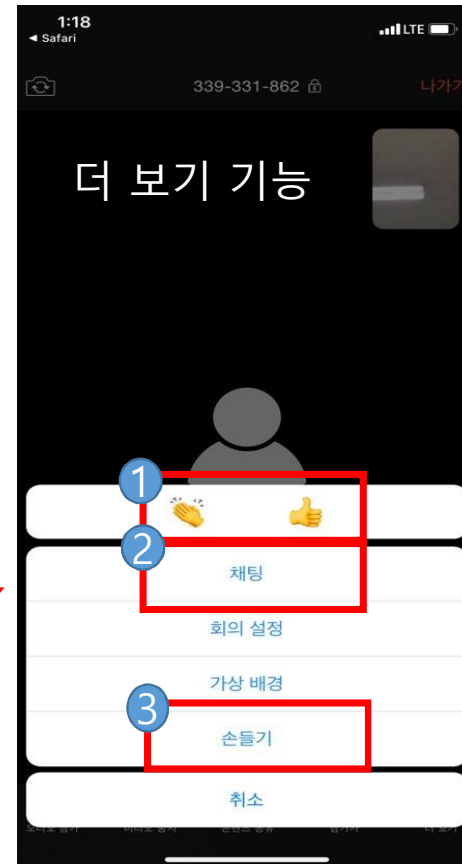 1:18
◀ Safari
LTE
339-331-862
나가기
더 보기 기능
1
2
채팅
회의 설정
가상 배경
3
손들기
취소